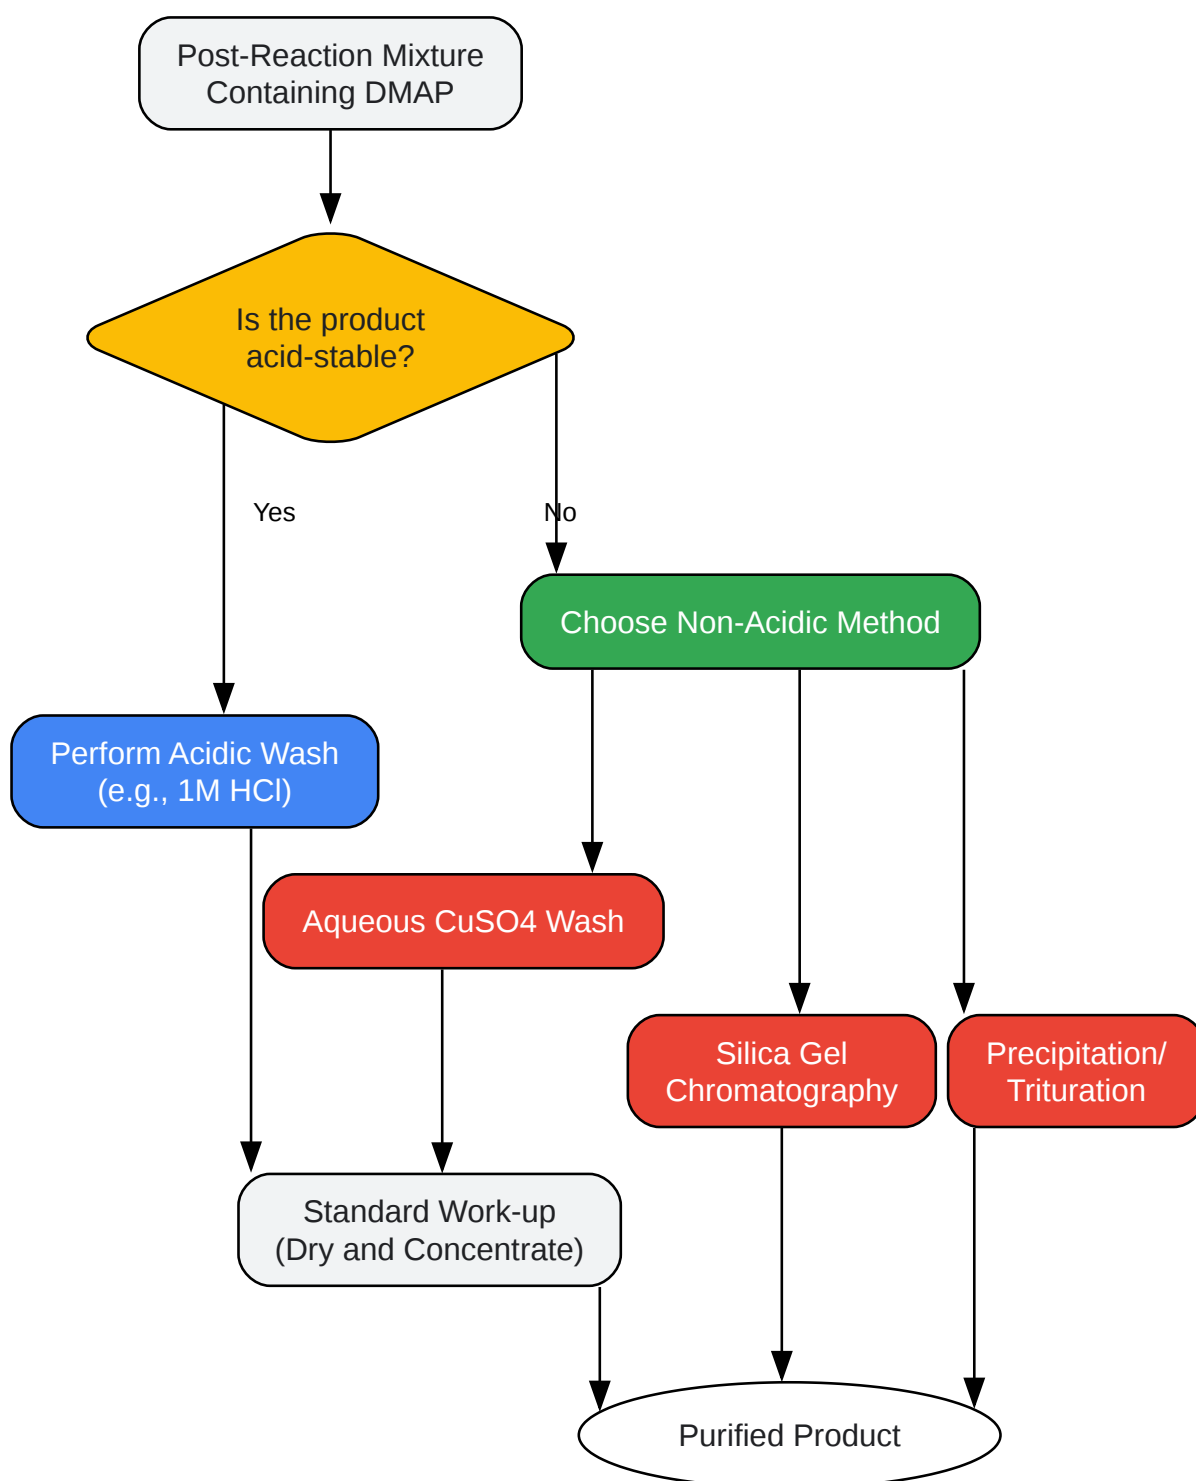 Post-Reaction Mixture
Containing DMAP
Is the product
acid-stable?
Yes
No
Choose Non-Acidic Method
Perform Acidic Wash
(e.g., 1M HCl)
Aqueous CuSO4 Wash
Silica Gel
Chromatography
Precipitation/
Trituration
Standard Work-up
(Dry and Concentrate)
Purified Product